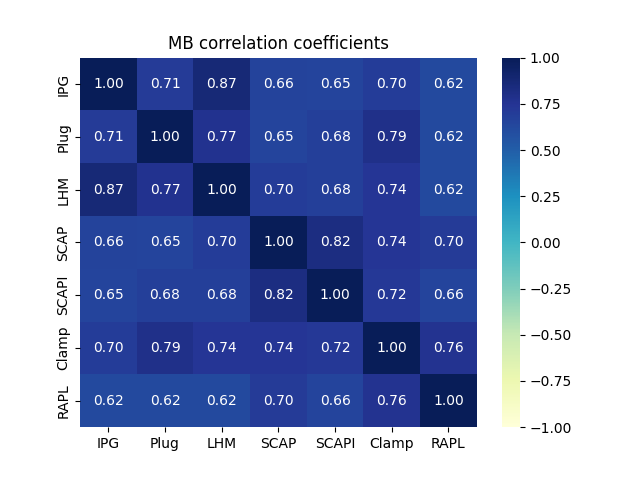 MB correlation coefficients
IPG 1.00 0.71 0.87 0.66 0.65 0.70 0.62
Plug 0.71 1.00 0.77 0.65 0.68 0.79 0.62
LHM 0.87 0.77 1.00 0.70 0.68 0.74 0.62
SCAP 0.66 0.65 0.70 1.00 0.82 0.74 0.70
SCAPI 0.65 0.68 0.68 0.82 1.00 0.72 0.66
Clamp 0.70 0.79 0.74 0.74 0.72 1.00 0.76
RAPL 0.62 0.62 0.62 0.70 0.66 0.76 1.00
IPG Plug LHM SCAP SCAPI Clamp RAPL
1.00
0.75
0.50
0.25
0.00
−0.25
−0.50
−0.75
−1.00